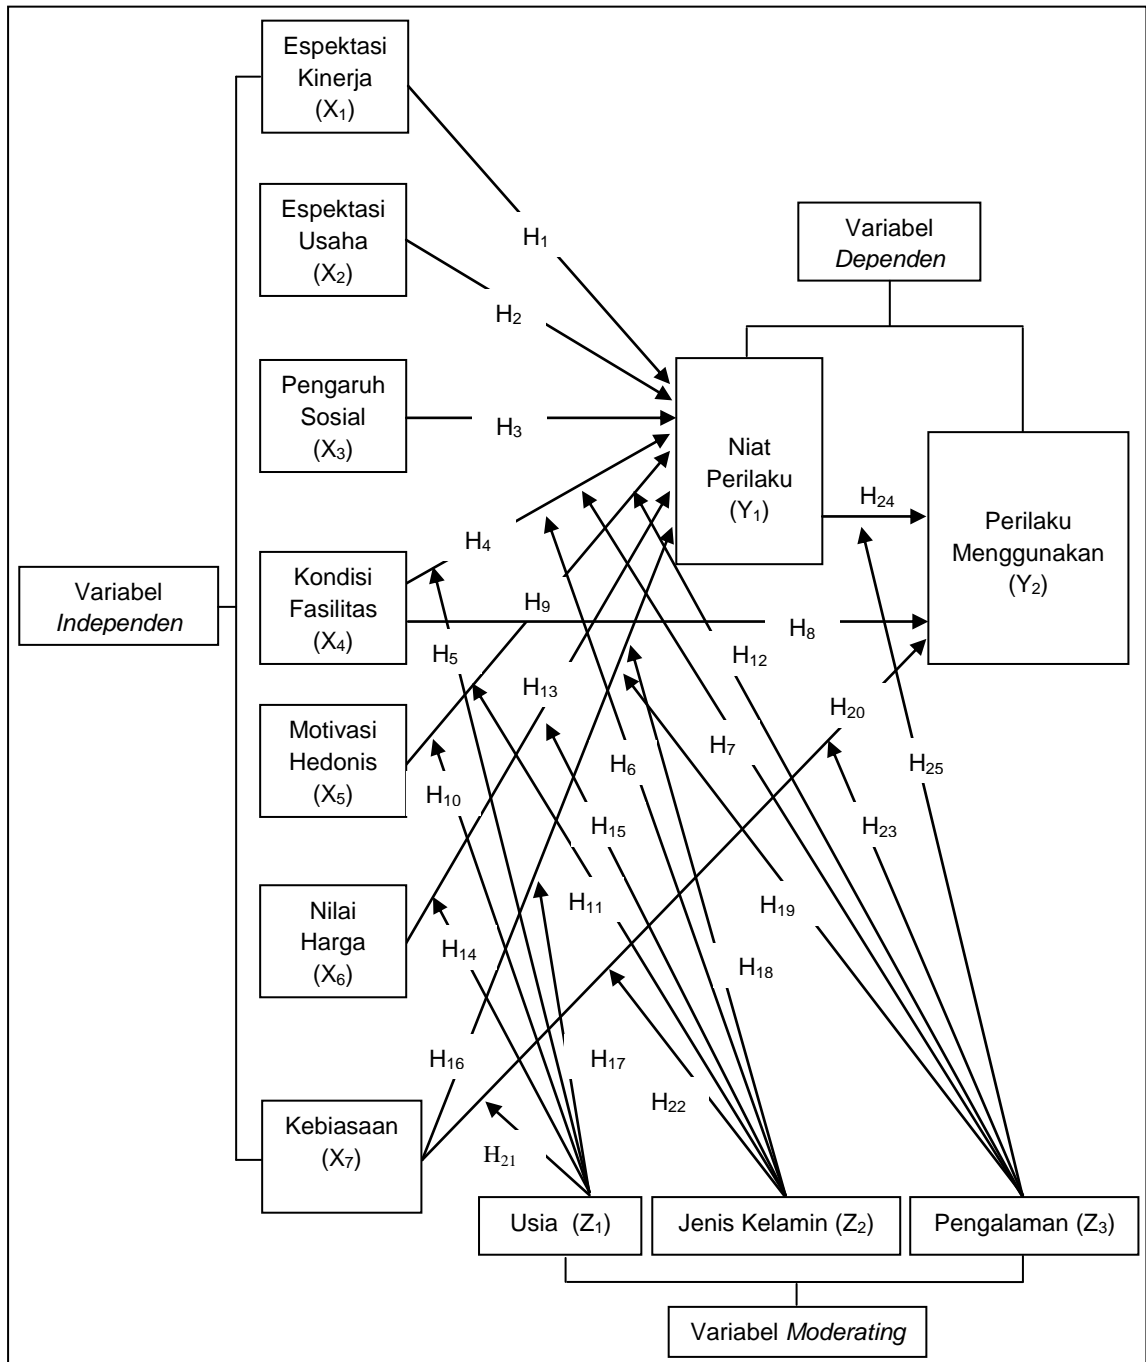 Espektasi
Kinerja
(X₁)
Espektasi
Usaha
(X₂)
Pengaruh
Sosial
(X₃)
Kondisi
Fasilitas
(X₄)
Motivasi
Hedonis
(X₅)
Nilai
Harga
(X₆)
Kebiasaan
(X₇)
Variabel
Independen
Variabel
Dependen
Niat
Perilaku
(Y₁)
Perilaku
Menggunakan
(Y₂)
H₁
H₂
H₃
H₄
H₂₄
H₉
H₈
H₅
H₁₂
H₁₃
H₂₀
H₇
H₆
H₂₅
H₁₀
H₁₅
H₂₃
H₁₁
H₁₉
H₁₄
H₁₈
H₁₆
H₁₇
H₂₂
H₂₁
Usia (Z₁)
Jenis Kelamin (Z₂)
Pengalaman (Z₃)
Variabel Moderating